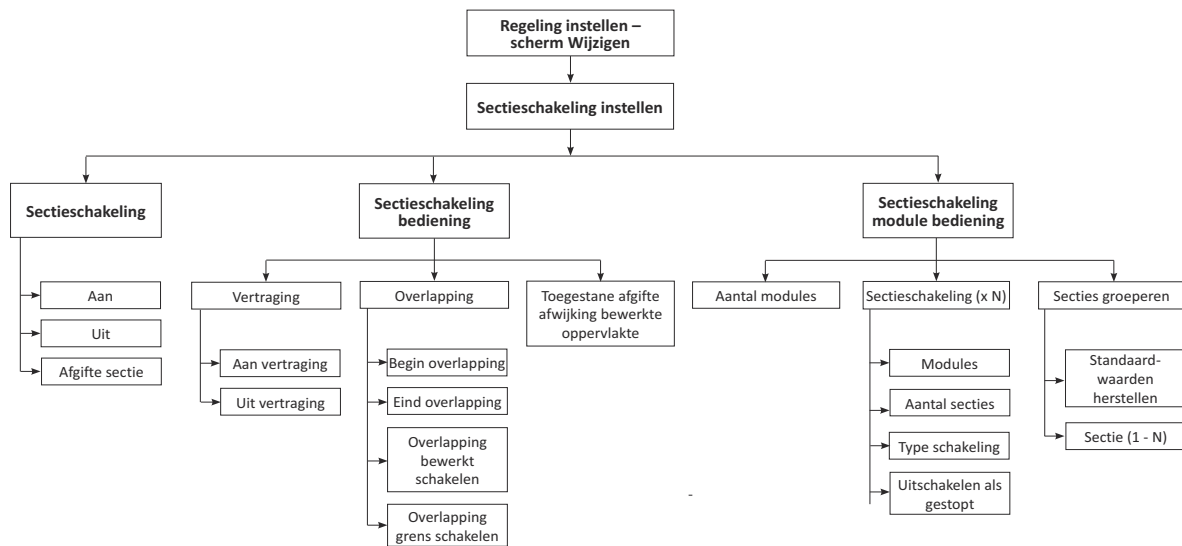 Regeling instellen –
scherm Wijzigen
Sectieschakeling instellen
Sectieschakeling
Aan
Uit
Afgifte sectie
Sectieschakeling
bediening
Vertraging
Aan vertraging
Uit vertraging
Overlapping
Begin overlapping
Eind overlapping
Overlapping
bewerkt
schakelen
Overlapping
grens schakelen
Toegestane afgifte
afwijking bewerkte
oppervlakte
Sectieschakeling
module bediening
Aantal modules
Sectieschakeling (x N)
Modules
Aantal secties
Type schakeling
Uitschakelen als
gestopt
Secties groeperen
Standaard-
waarden
herstellen
Sectie (1 - N)
-